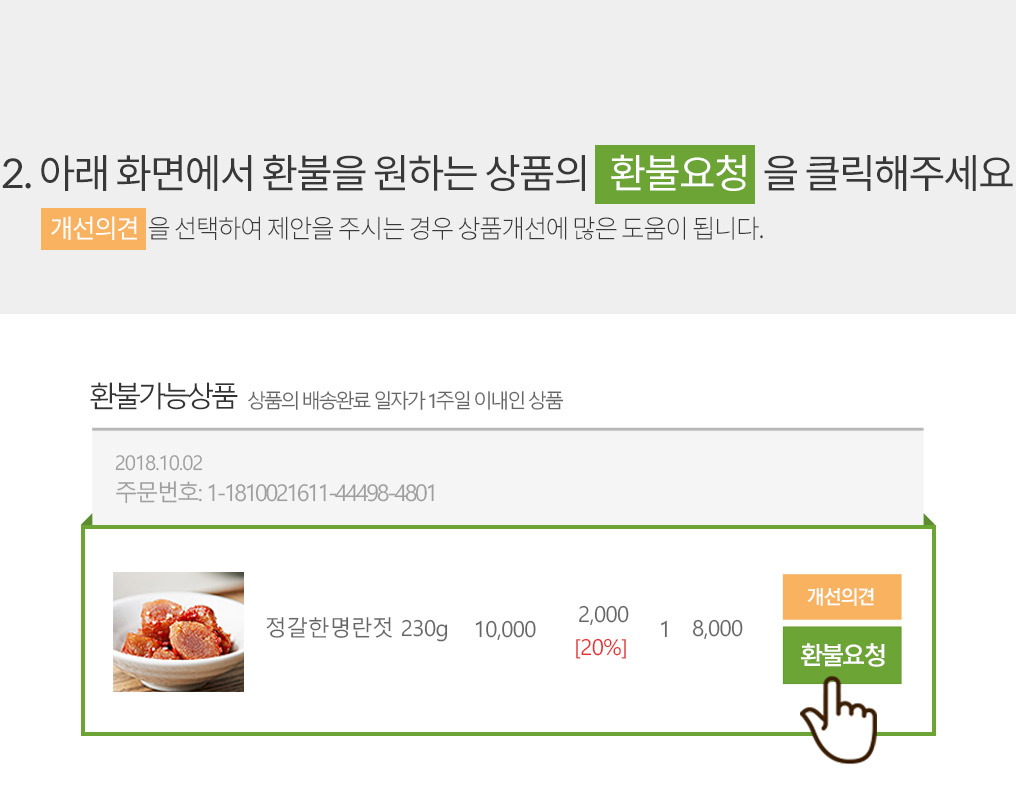 2. 아래 화면에서 환불을 원하는 상품의 환불요청 을 클릭해주세요
개선의견 을 선택하여 제안을 주시는 경우 상품개선에 많은 도움이 됩니다.
환불가능상품 상품의 배송완료 일자가 1주일 이내인 상품
2018.10.02
주문번호: 1-1810021611-44498-4801
정갈한명란젓 230g 10,000 2,000 1 8,000
[20%]
개선의견
환불요청